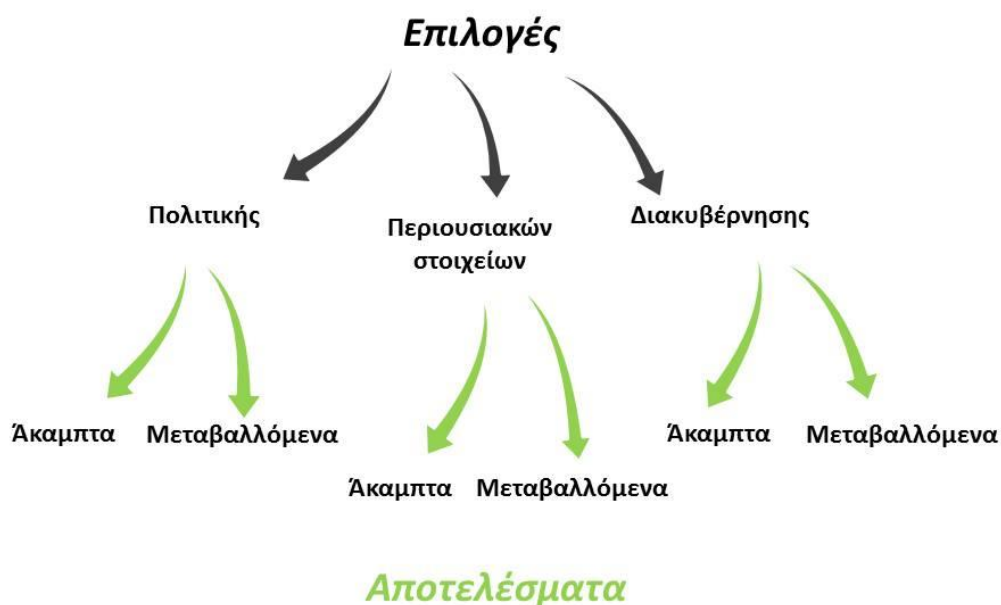 Επιλογές
Πολιτικής
Περιουσιακών
στοιχείων
Διακυβέρνησης
Άκαμπτα
Μεταβαλλόμενα
Άκαμπτα
Μεταβαλλόμενα
Άκαμπτα
Μεταβαλλόμενα
Αποτελέσματα